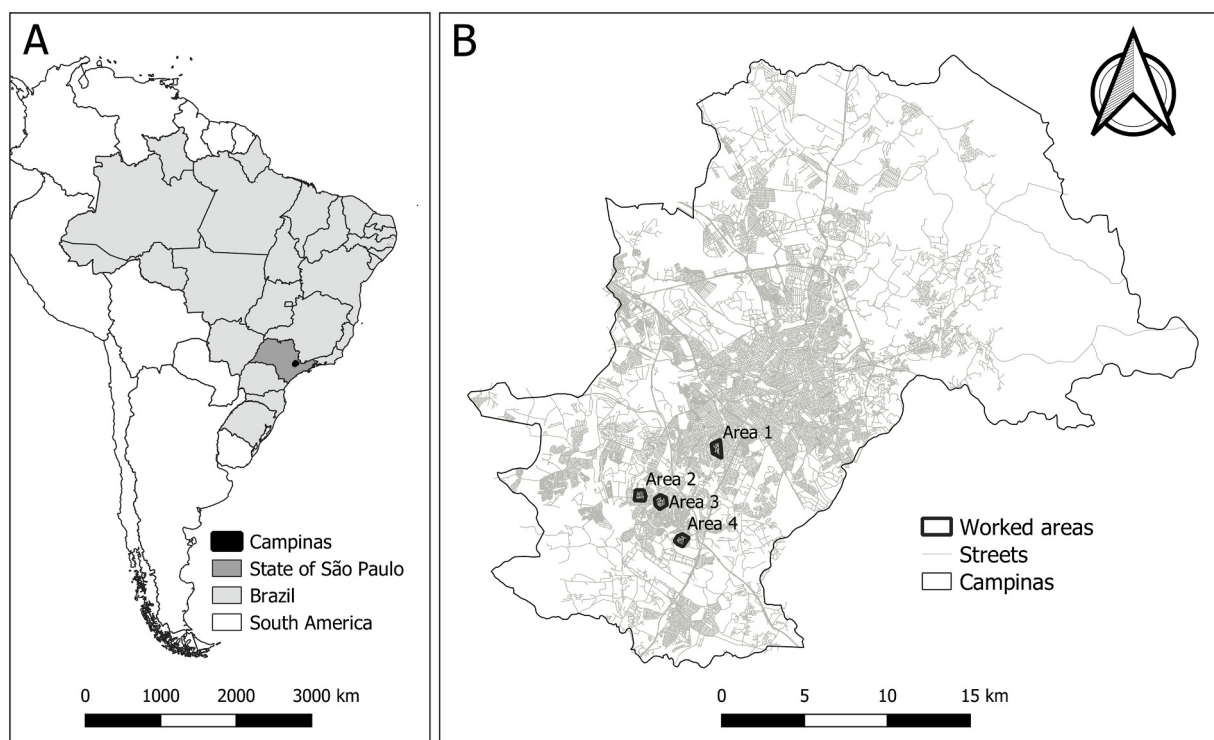 A
Campinas
State of São Paulo
Brazil
South America
0 1000 2000 3000 km
B
Area 1
Area 2
Area 3
Area 4
Worked areas
Streets
Campinas
0 5 10 15 km